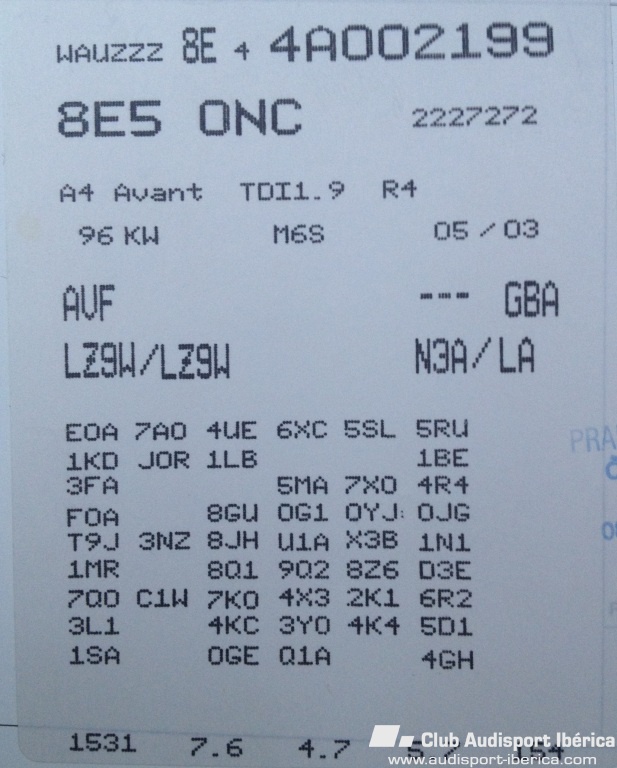 WAUZZZ 8E 4 4A002199
8E5 0NC 2227272
A4 Avant TDI1.9 R4
96 KW M6S 05 / 03
AVF --- GBA
LZ9W/LZ9W N3A/LA
E0A 7A0 4UE 6XC 5SL 5RU
1KD J0R 1LB 1BE
3FA 5MA 7X0 4R4
F0A 8GU 0G1 0YJ 0JG
T9J 3NZ 8JH U1A X3B 1N1
1MR 8Q1 9Q2 8Z6 D3E
7Q0 C1W 7K0 4X3 2K1 6R2
3L1 4KC 3Y0 4K4 5D1
1SA 0GE Q1A 4GH
1531 7.6 4.7
Club Audisport Ibérica
www.audisport-iberica.com
PRA